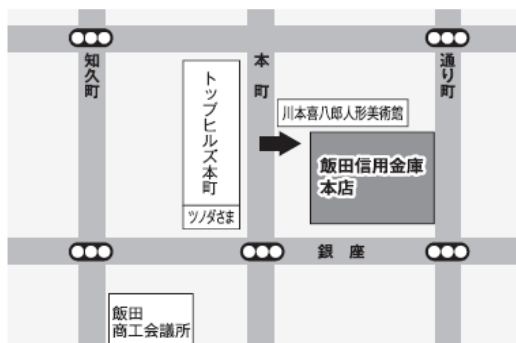 知久町
本町
通り町
トップヒルズ本町
川本喜八郎人形美術館
飯田信用金庫
本店
ツノダさま
銀座
飯田
商工会議所